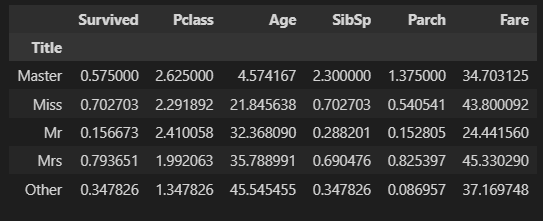 Survived Pclass Age SibSp Parch Fare
Title
Master 0.575000 2.625000 4.574167 2.300000 1.375000 34.703125
Miss 0.702703 2.291892 21.845638 0.702703 0.540541 43.800092
Mr 0.156673 2.410058 32.368090 0.288201 0.152805 24.441560
Mrs 0.793651 1.992063 35.788991 0.690476 0.825397 45.330290
Other 0.347826 1.347826 45.545455 0.347826 0.086957 37.169748